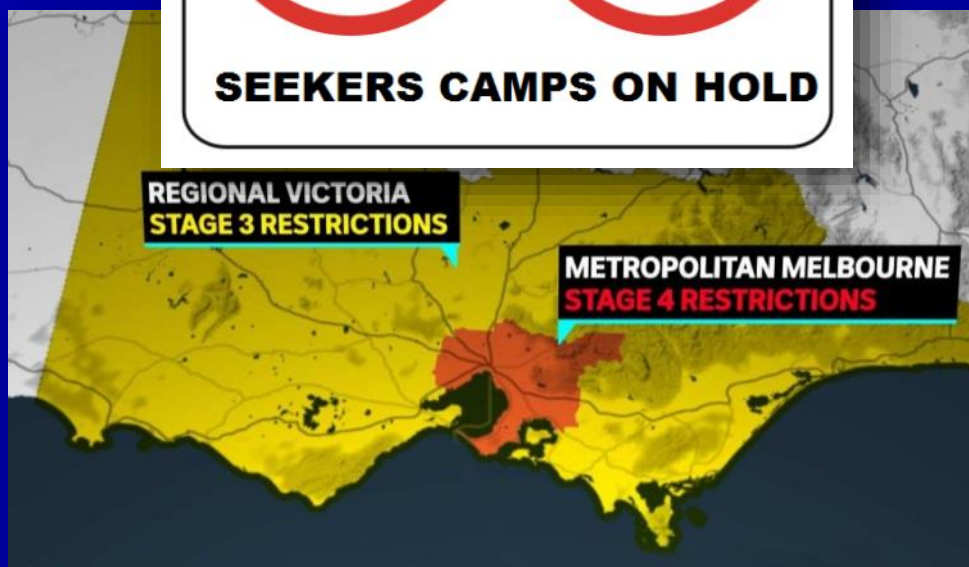 SEEKERS CAMPS ON HOLD
REGIONAL VICTORIA
STAGE 3 RESTRICTIONS
METROPOLITAN MELBOURNE
STAGE 4 RESTRICTIONS